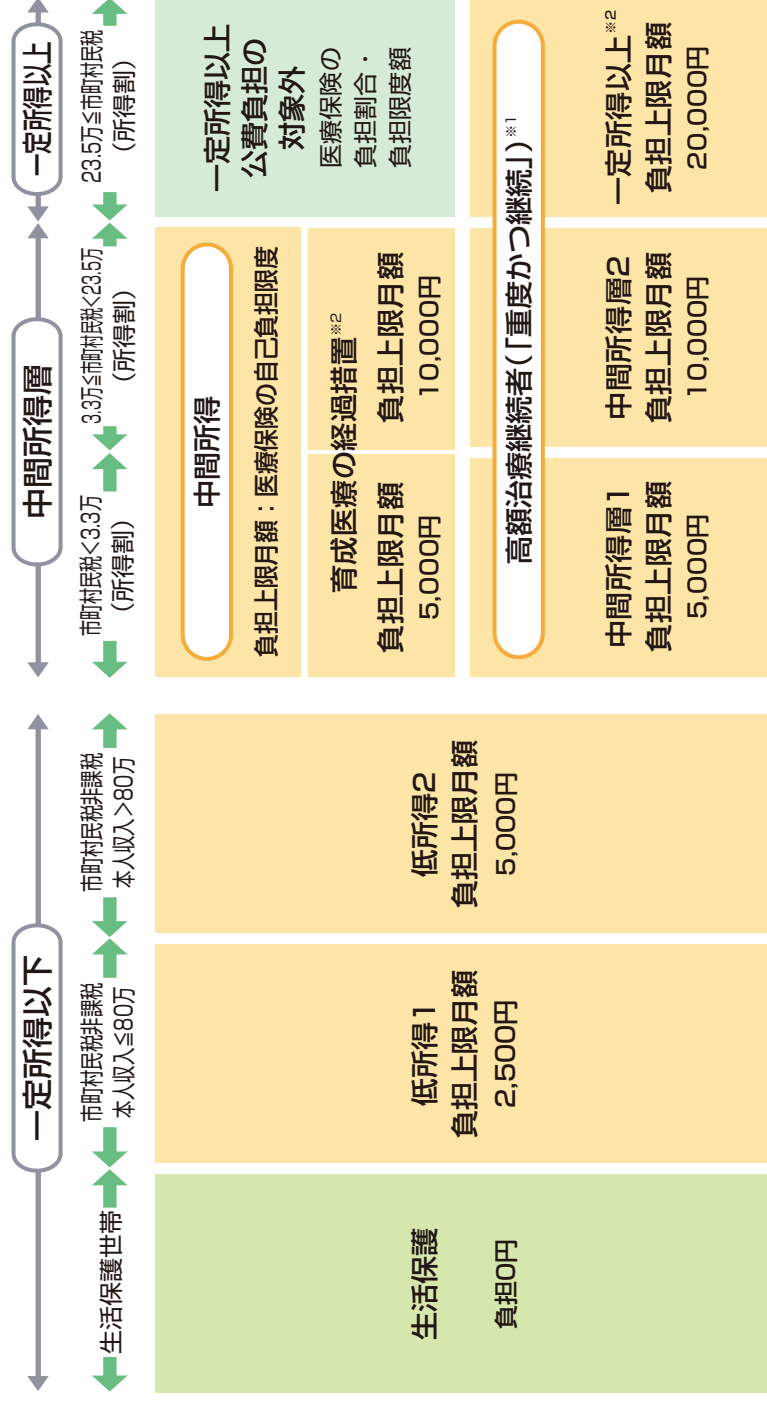 一定所得以下
中間所得層
一定所得以上
生活保護世帯
市町村民税非課税
本人収入≦80万
市町村民税非課税
本人収入＞80万
市町村民税＜3.3万
(所得割)
3.3万≦市町村民税＜23.5万
(所得割)
23.5万≦市町村民税
(所得割)
生活保護
負担0円
低所得1
負担上限月額
2,500円
低所得2
負担上限月額
5,000円
中間所得
負担上限月額：医療保険の自己負担限度
育成医療の経過措置※2
負担上限月額
5,000円
負担上限月額
10,000円
一定所得以上
公費負担の
対象外
医療保険の
負担割合・
負担限度額
高額治療継続者(「重度かつ継続」)※1
中間所得層1
負担上限月額
5,000円
中間所得層2
負担上限月額
10,000円
一定所得以上※2
負担上限月額
20,000円